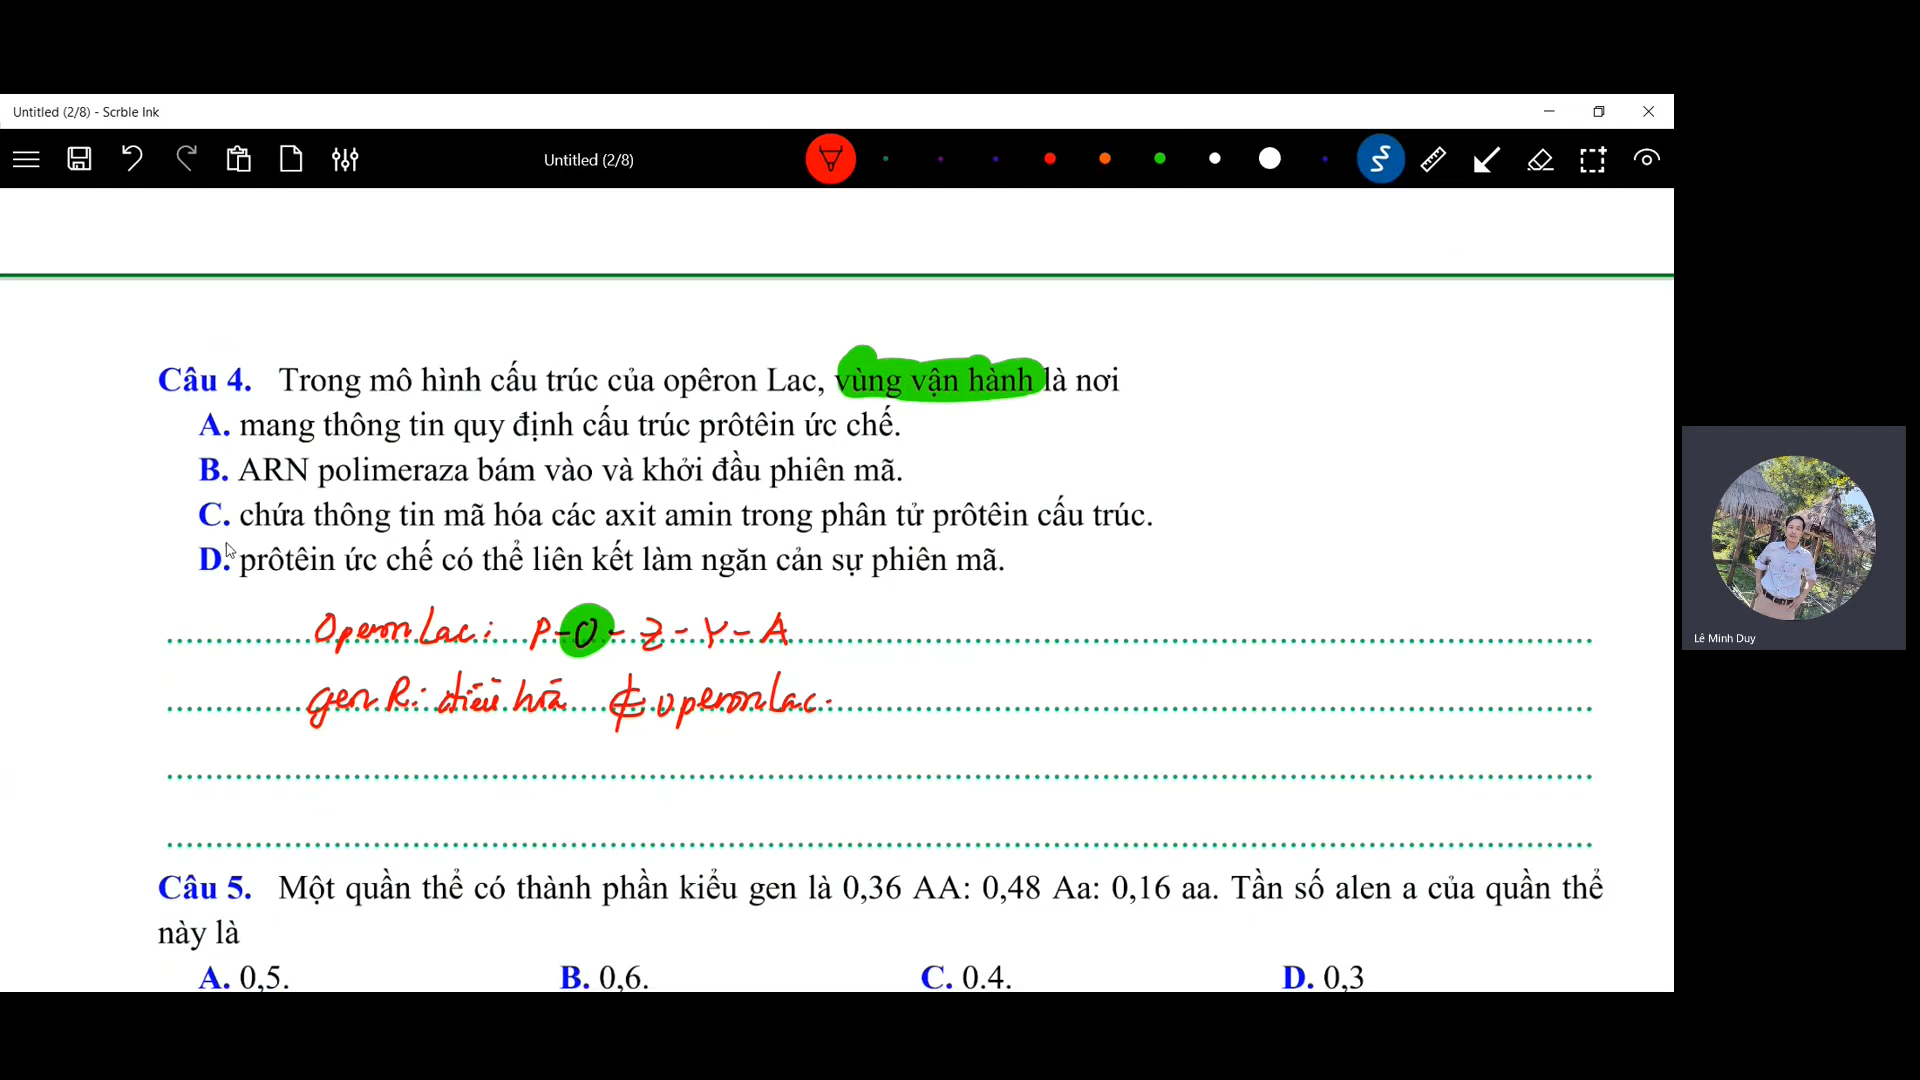 Untitled (2/8) - Scrble Ink
Untitled (2/8)
Câu 4. Trong mô hình cấu trúc của opêron Lac, vùng vận hành là nơi
A. mang thông tin quy định cấu trúc prôtêin ức chế.
B. ARN polimeraza bám vào và khởi đầu phiên mã.
C. chứa thông tin mã hóa các axit amin trong phân tử prôtêin cấu trúc.
D. prôtêin ức chế có thể liên kết làm ngăn cản sự phiên mã.
Operon Lac: P - O - Z - Y - A
gen R: điều hoà ⊄ operon Lac.
Câu 5. Một quần thể có thành phần kiểu gen là 0,36 AA: 0,48 Aa: 0,16 aa. Tần số alen a của quần thể
này là
A. 0,5. B. 0,6. C. 0.4. D. 0,3
Lê Minh Duy